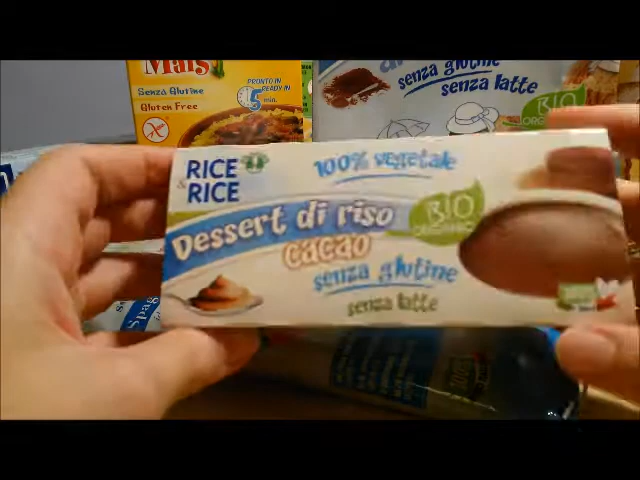 Mais
SENZA GLUTINE
GLUTEN FREE
PRONTO IN
READY IN
5 min.
senza glutine
senza latte
BIO
RICE
& RICE
100% vegetale
Dessert di riso
cacao
BIO
ORGANIC
senza glutine
senza latte